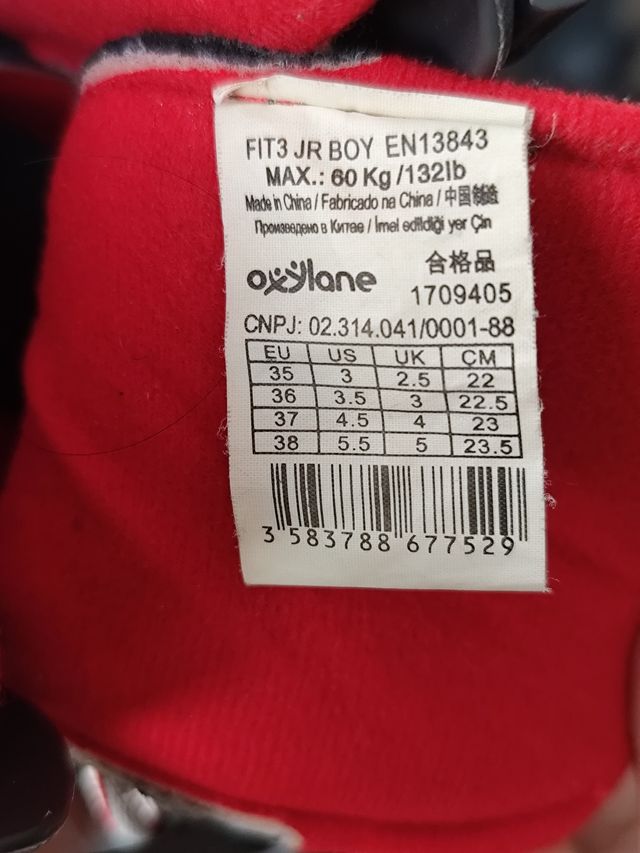 FIT3 JR BOY EN13843
MAX.: 60 Kg /132lb
Made in China / Fabricado na China / 中国制造
Произведено в Китае / İmel edildiği yer Çin
oxylane
合格品
1709405
CNPJ: 02.314.041/0001-88
EU US UK CM
35 3 2.5 22
36 3.5 3 22.5
37 4.5 4 23
38 5.5 5 23.5
3 583788 677529